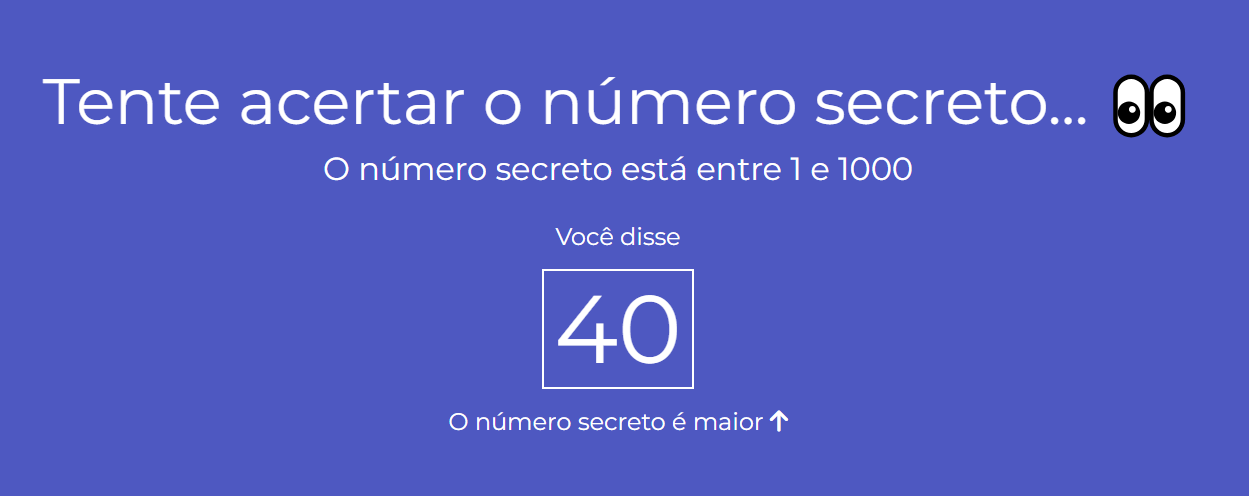 Tente acertar o número secreto... 👀
O número secreto está entre 1 e 1000
Você disse
40
O número secreto é maior ↑